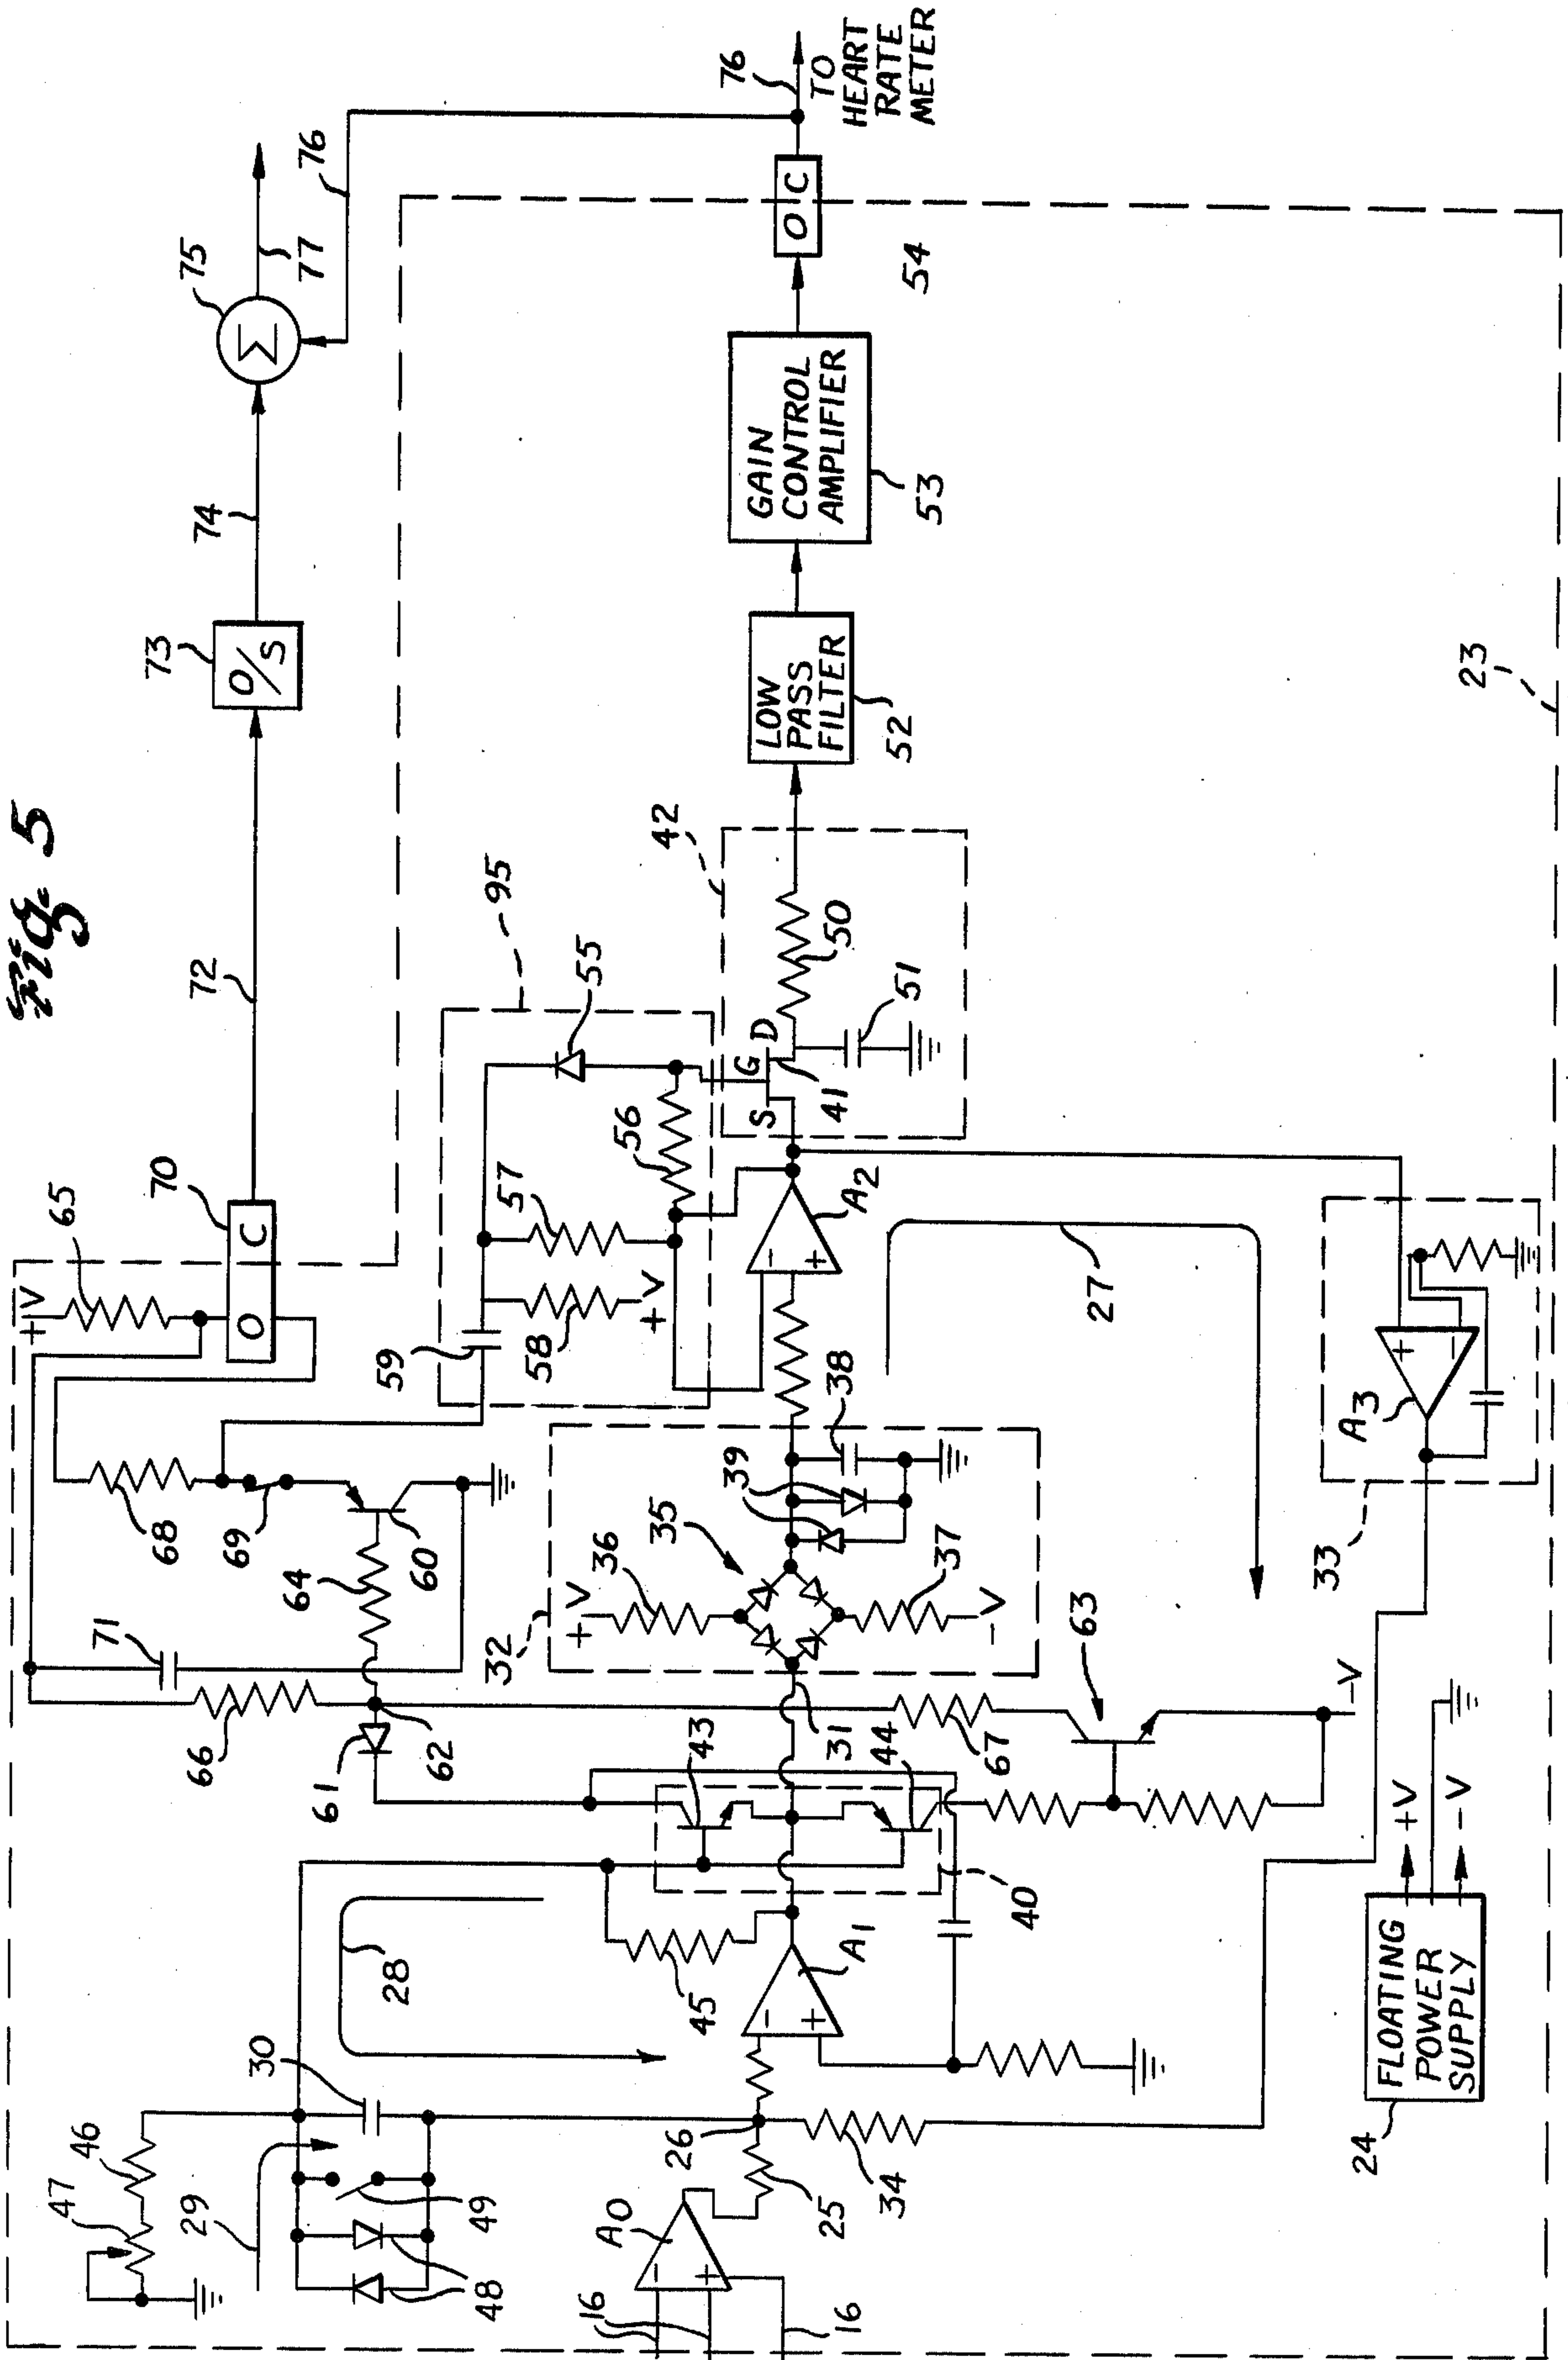 Fig. 5
65
+V
70
O C
72
73
O/S
74
75
Σ
77
76
76
TO
HEART
RATE
METER
O C
54
GAIN
CONTROL
AMPLIFIER
53
LOW
PASS
FILTER
52
42
50
51
G
S
D
41
95
55
56
57
58
+V
59
A2
- +
27
23
68
69
60
64
71
66
61
62
32
+V
36
35
39
38
37
-V
31
43
44
67
63
-V
40
45
28
A1
- +
30
46
47
29
49
48
26
25
34
A0
- +
16
16
33
A3
+ -
FLOATING
POWER
SUPPLY
24
+V
-V